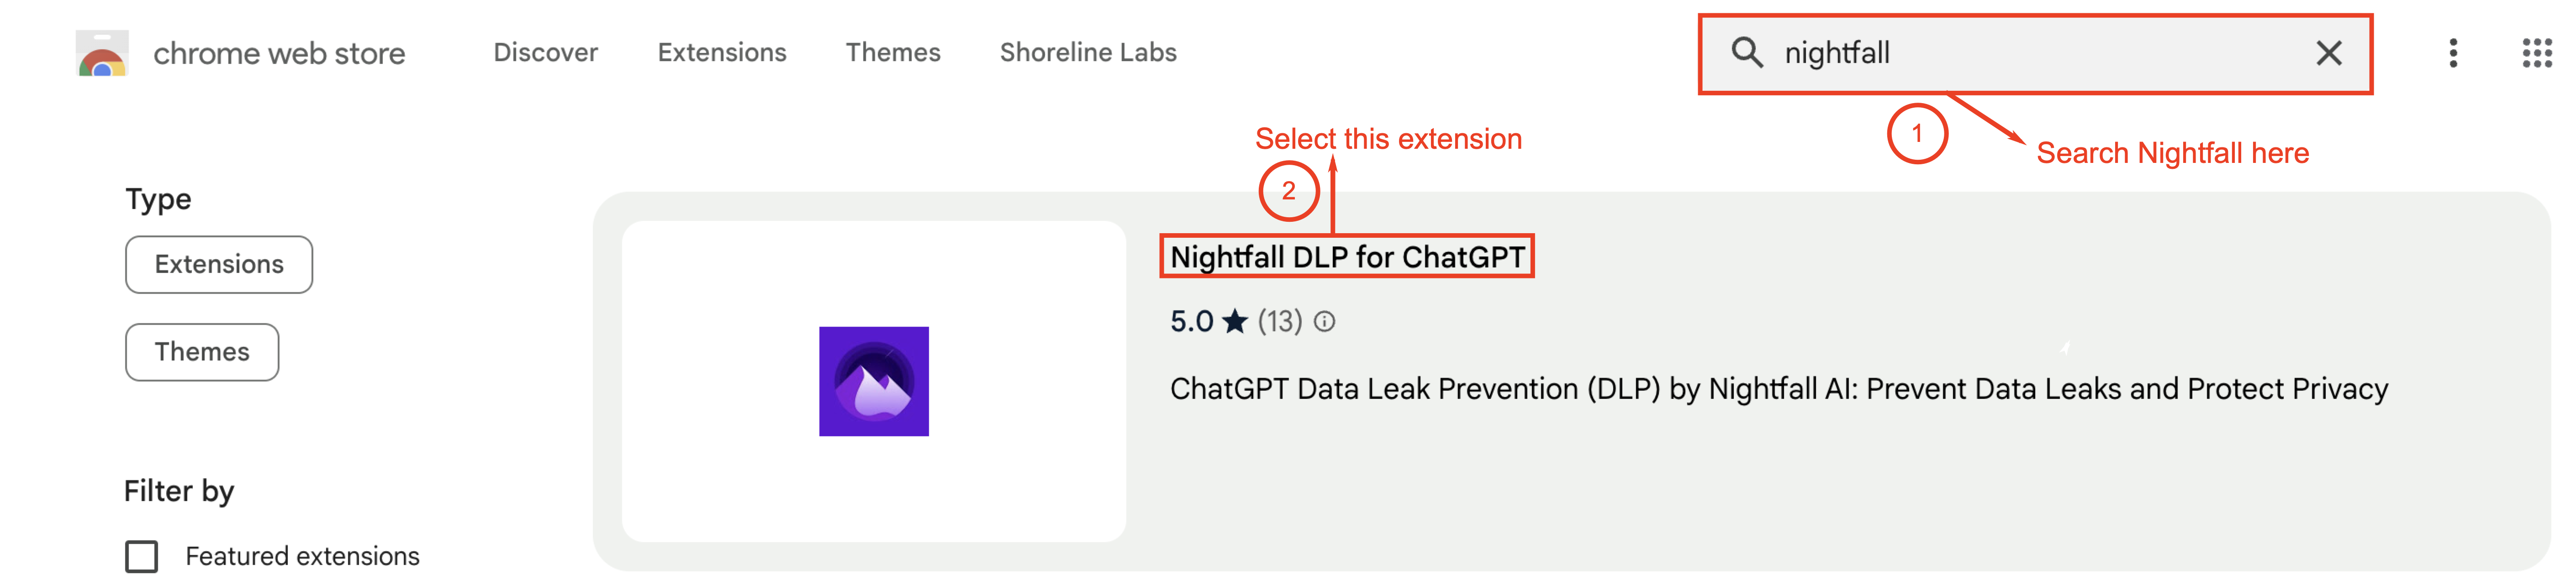 chrome web store
Discover
Extensions
Themes
Shoreline Labs
nightfall
1
Search Nightfall here
Select this extension
2
Type
Extensions
Themes
Filter by
Featured extensions
Nightfall DLP for ChatGPT
5.0 ★ (13)
ChatGPT Data Leak Prevention (DLP) by Nightfall AI: Prevent Data Leaks and Protect Privacy